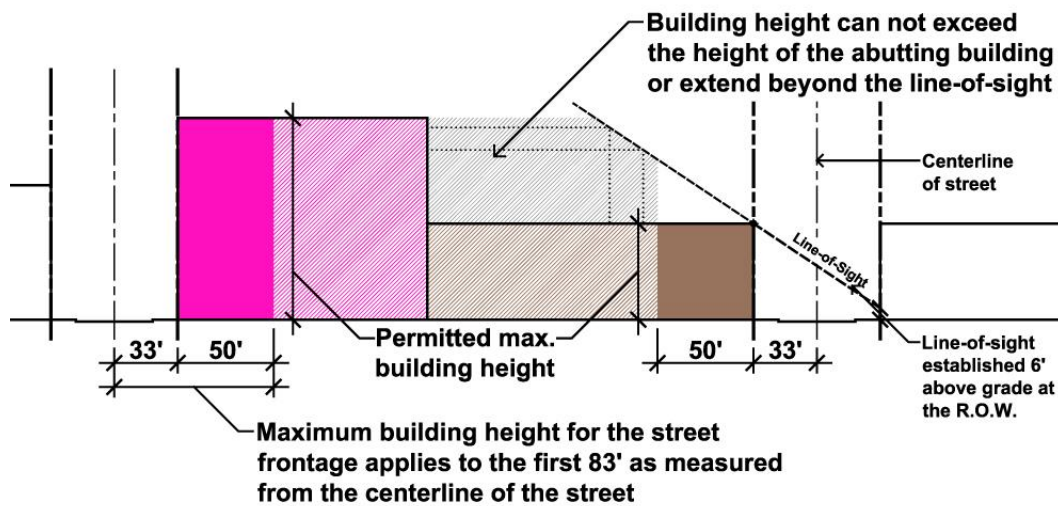 Building height can not exceed
the height of the abutting building
or extend beyond the line-of-sight
Centerline
of street
Line-of-Sight
33'
50'
Permitted max.
building height
50'
33'
Line-of-sight
established 6'
above grade at
the R.O.W.
Maximum building height for the street
frontage applies to the first 83' as measured
from the centerline of the street